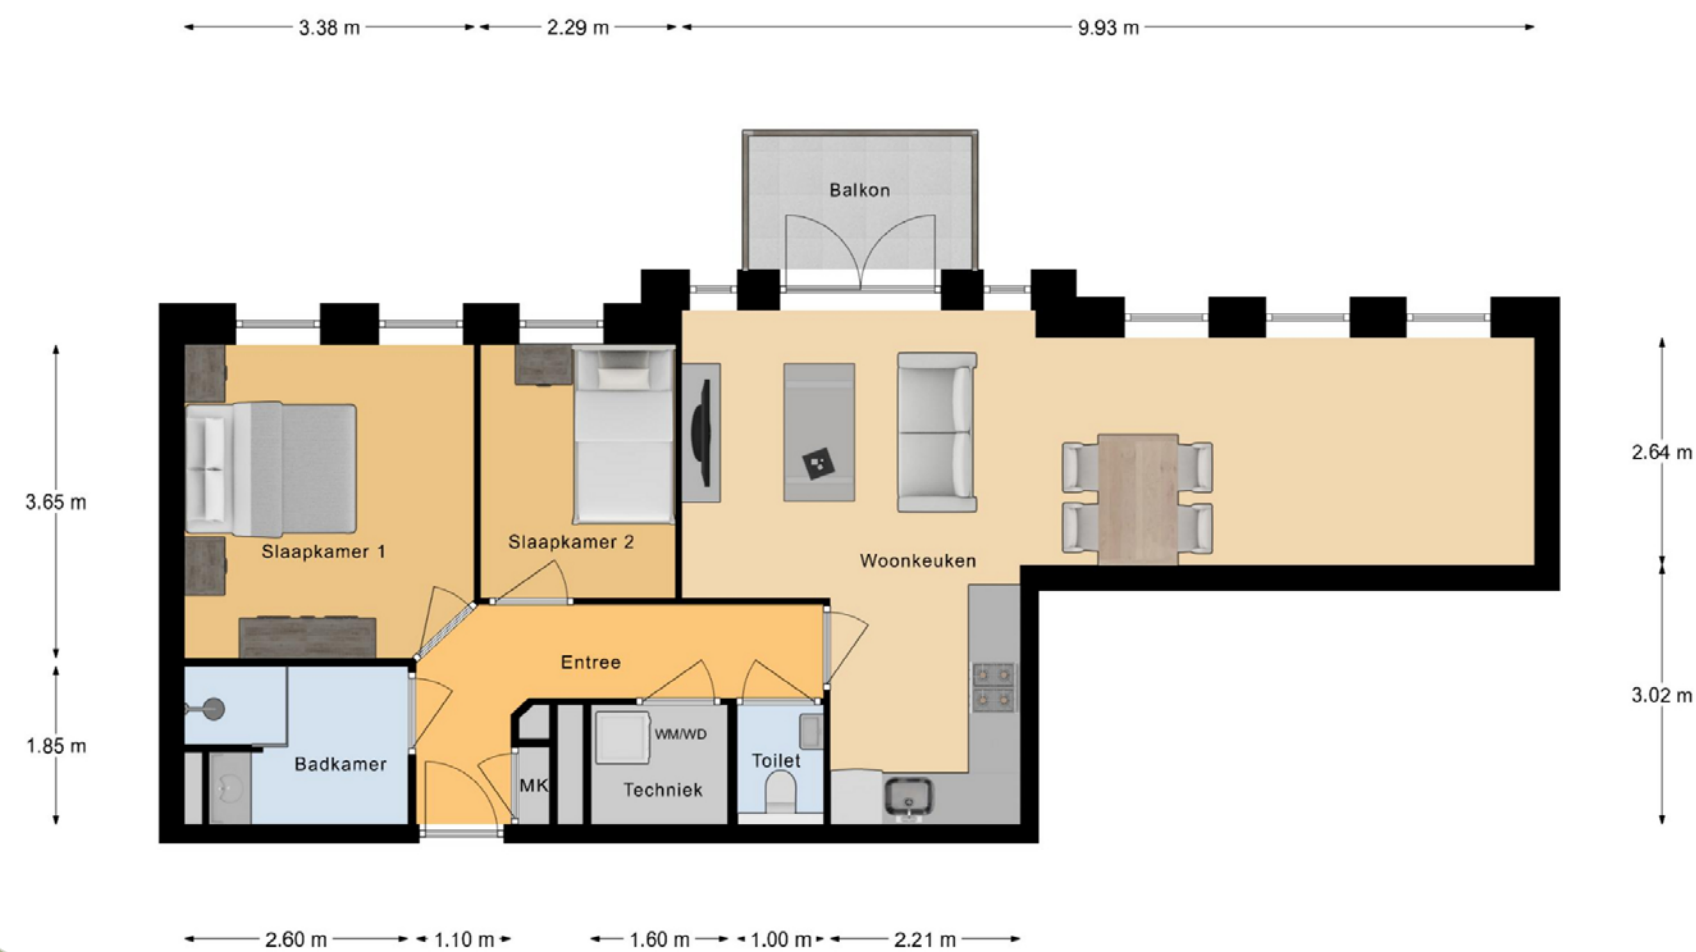 3.38 m
2.29 m
9.93 m
Balkon
2.64 m
3.65 m
Slaapkamer 1
Slaapkamer 2
Woonkeuken
Entree
3.02 m
1.85 m
Badkamer
MK
WM/WD
Techniek
Toilet
2.60 m
1.10 m
1.60 m
1.00 m
2.21 m